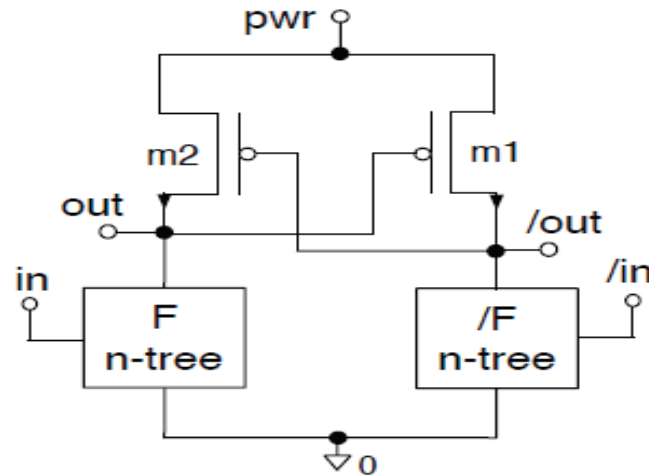 pwr
m2
m1
out
/out
in
/in
F
n-tree
/F
n-tree
0